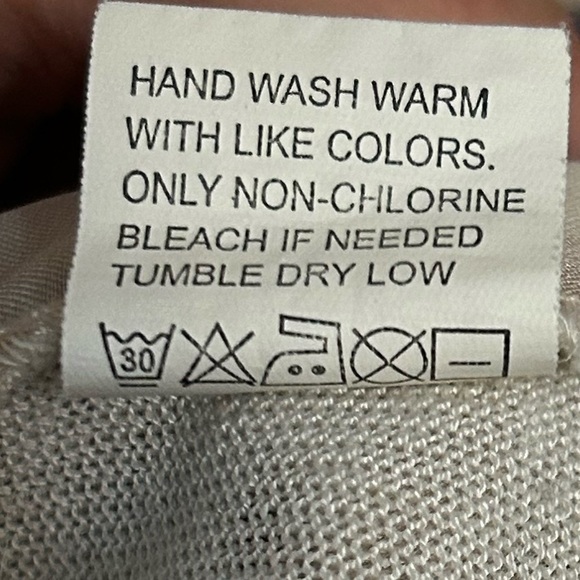 HAND WASH WARM
WITH LIKE COLORS.
ONLY NON-CHLORINE
BLEACH IF NEEDED
TUMBLE DRY LOW
30